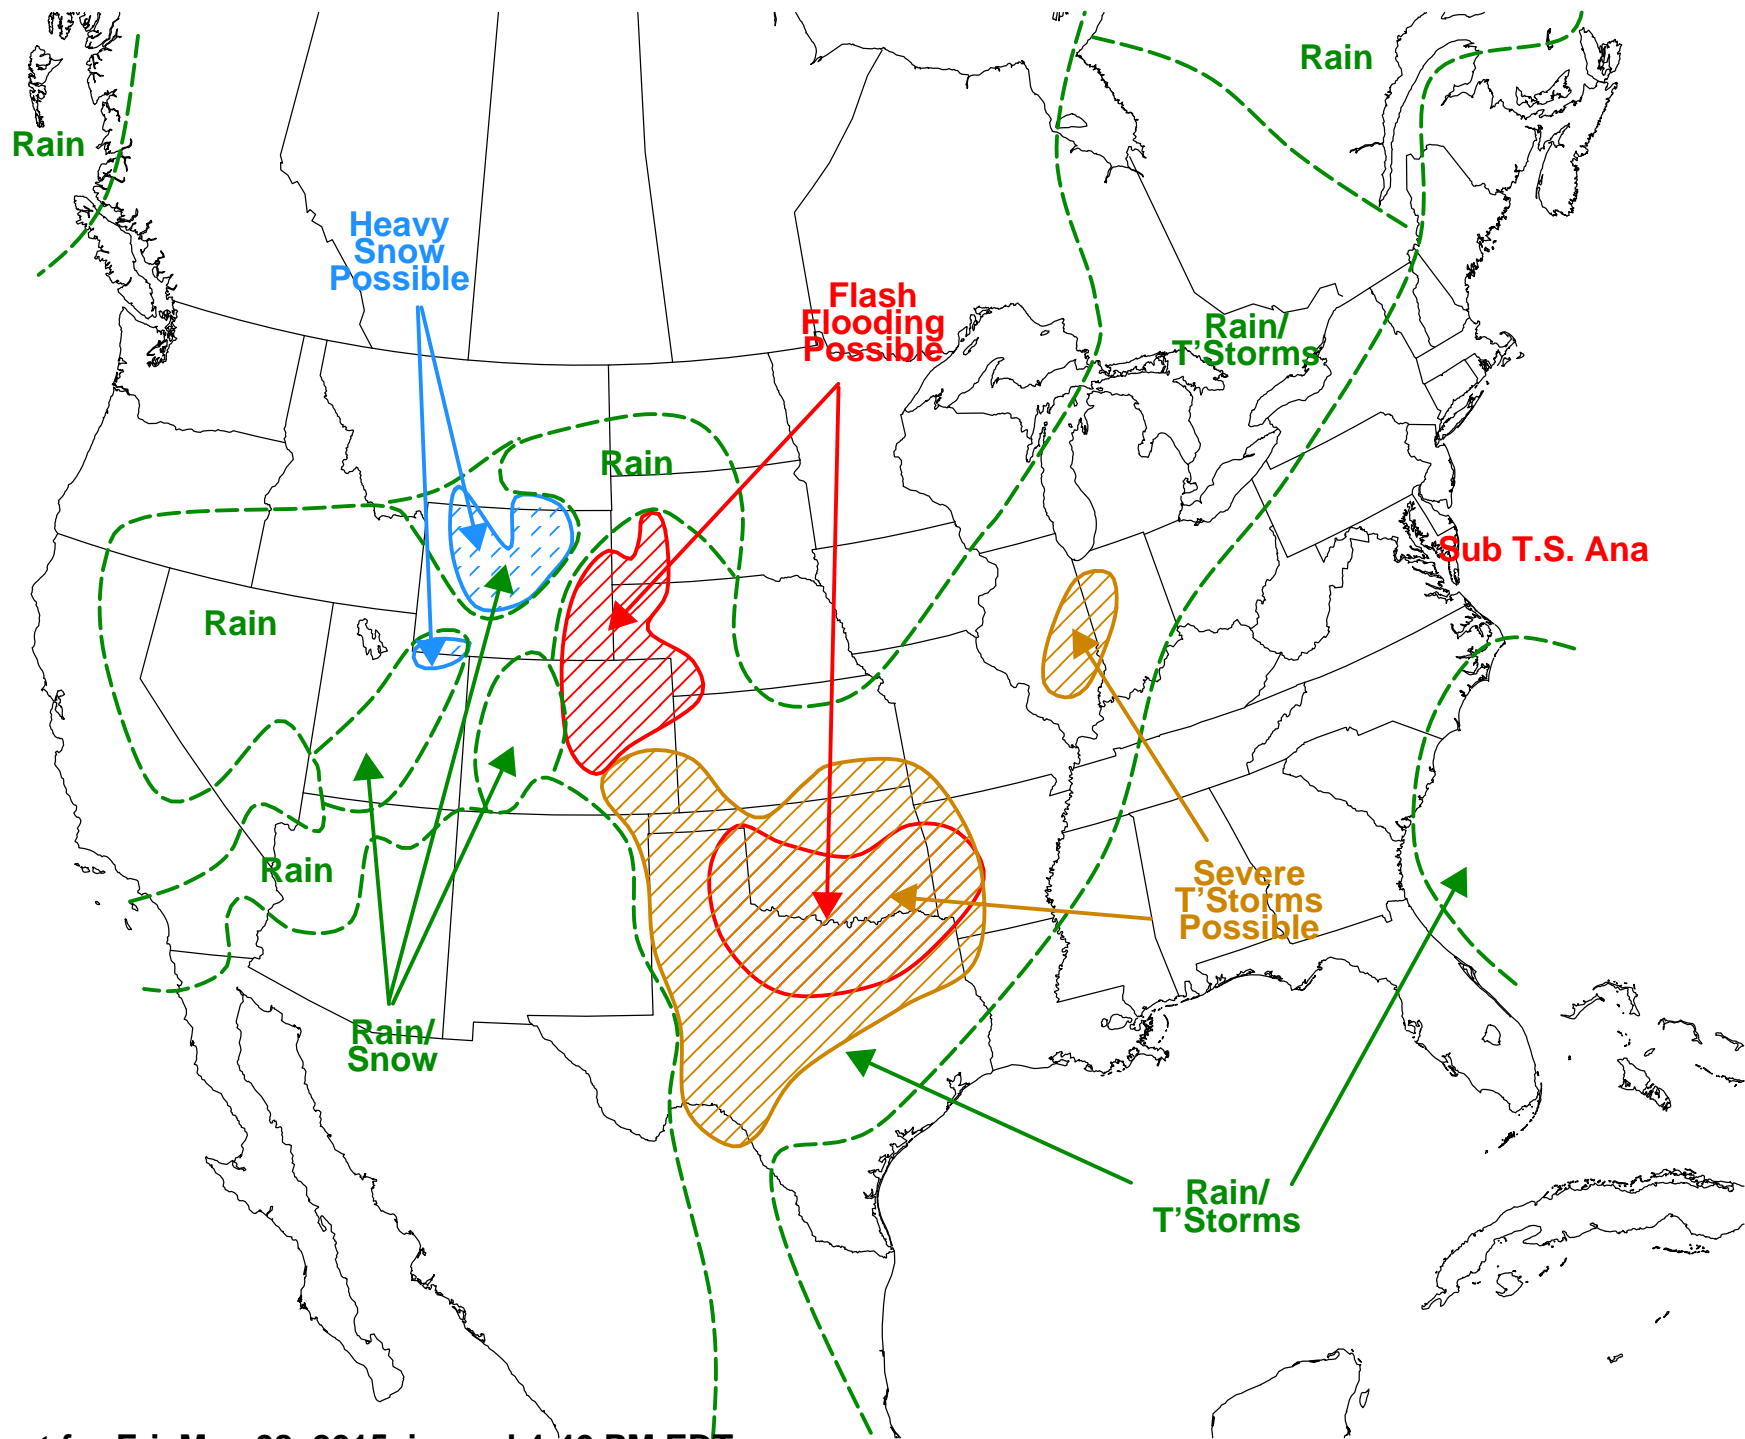 Rain
Rain
Heavy
Snow
Possible
Flash
Flooding
Possible
Rain/
T'Storms
Rain
Sub T.S. Ana
Rain
Rain
Severe
T'Storms
Possible
Rain/
Snow
Rain/
T'Storms